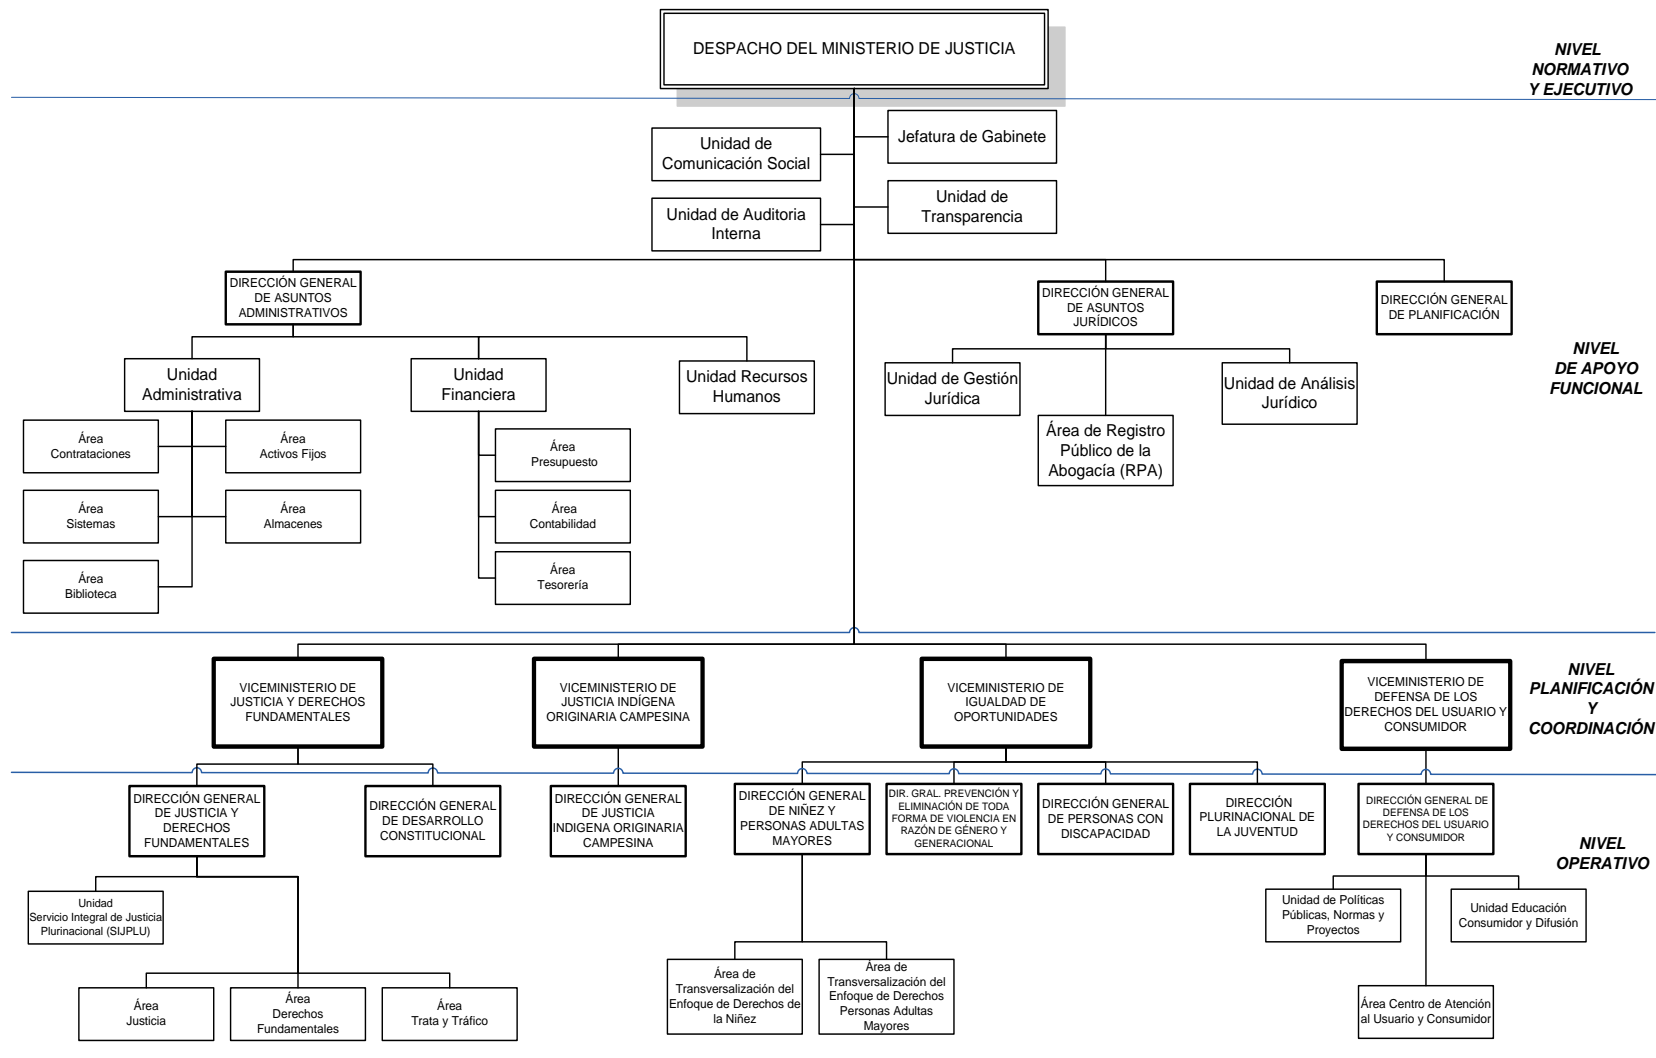 DESPACHO DEL MINISTERIO DE JUSTICIA
NIVEL
NORMATIVO
Y EJECUTIVO
Unidad de
Comunicación Social
Jefatura de Gabinete
Unidad de Auditoria
Interna
Unidad de
Transparencia
DIRECCIÓN GENERAL
DE ASUNTOS
ADMINISTRATIVOS
DIRECCIÓN GENERAL
DE ASUNTOS
JURÍDICOS
DIRECCIÓN GENERAL
DE PLANIFICACIÓN
NIVEL
DE APOYO
FUNCIONAL
Unidad
Administrativa
Unidad
Financiera
Unidad Recursos
Humanos
Unidad de Gestión
Jurídica
Área de Registro
Público de la
Abogacía (RPA)
Unidad de Análisis
Jurídico
Área
Contrataciones
Área
Activos Fijos
Área
Sistemas
Área
Almacenes
Área
Biblioteca
Área
Presupuesto
Área
Contabilidad
Área
Tesorería
VICEMINISTERIO DE
JUSTICIA Y DERECHOS
FUNDAMENTALES
VICEMINISTERIO DE
JUSTICIA INDÍGENA
ORIGINARIA CAMPESINA
VICEMINISTERIO DE
IGUALDAD DE
OPORTUNIDADES
VICEMINISTERIO DE
DEFENSA DE LOS
DERECHOS DEL USUARIO Y
CONSUMIDOR
NIVEL
PLANIFICACIÓN
Y
COORDINACIÓN
DIRECCIÓN GENERAL
DE JUSTICIA Y
DERECHOS
FUNDAMENTALES
DIRECCIÓN GENERAL
DE DESARROLLO
CONSTITUCIONAL
DIRECCIÓN GENERAL
DE JUSTICIA
INDIGENA ORIGINARIA
CAMPESINA
DIRECCIÓN GENERAL
DE NIÑEZ Y
PERSONAS ADULTAS
MAYORES
DIR. GRAL. PREVENCIÓN Y
ELIMINACIÓN DE TODA
FORMA DE VIOLENCIA EN
RAZÓN DE GÉNERO Y
GENERACIONAL
DIRECCIÓN GENERAL
DE PERSONAS CON
DISCAPACIDAD
DIRECCIÓN
PLURINACIONAL DE
LA JUVENTUD
DIRECCIÓN GENERAL DE
DEFENSA DE LOS
DERECHOS DEL USUARIO
Y CONSUMIDOR
NIVEL
OPERATIVO
Unidad
Servicio Integral de Justicia
Plurinacional (SIJPLU)
Área
Justicia
Área
Derechos
Fundamentales
Área
Trata y Tráfico
Área de
Transversalización del
Enfoque de Derechos de
la Niñez
Área de
Transversalización del
Enfoque de Derechos
Personas Adultas
Mayores
Unidad de Políticas
Públicas, Normas y
Proyectos
Unidad Educación
Consumidor y Difusión
Área Centro de Atención
al Usuario y Consumidor